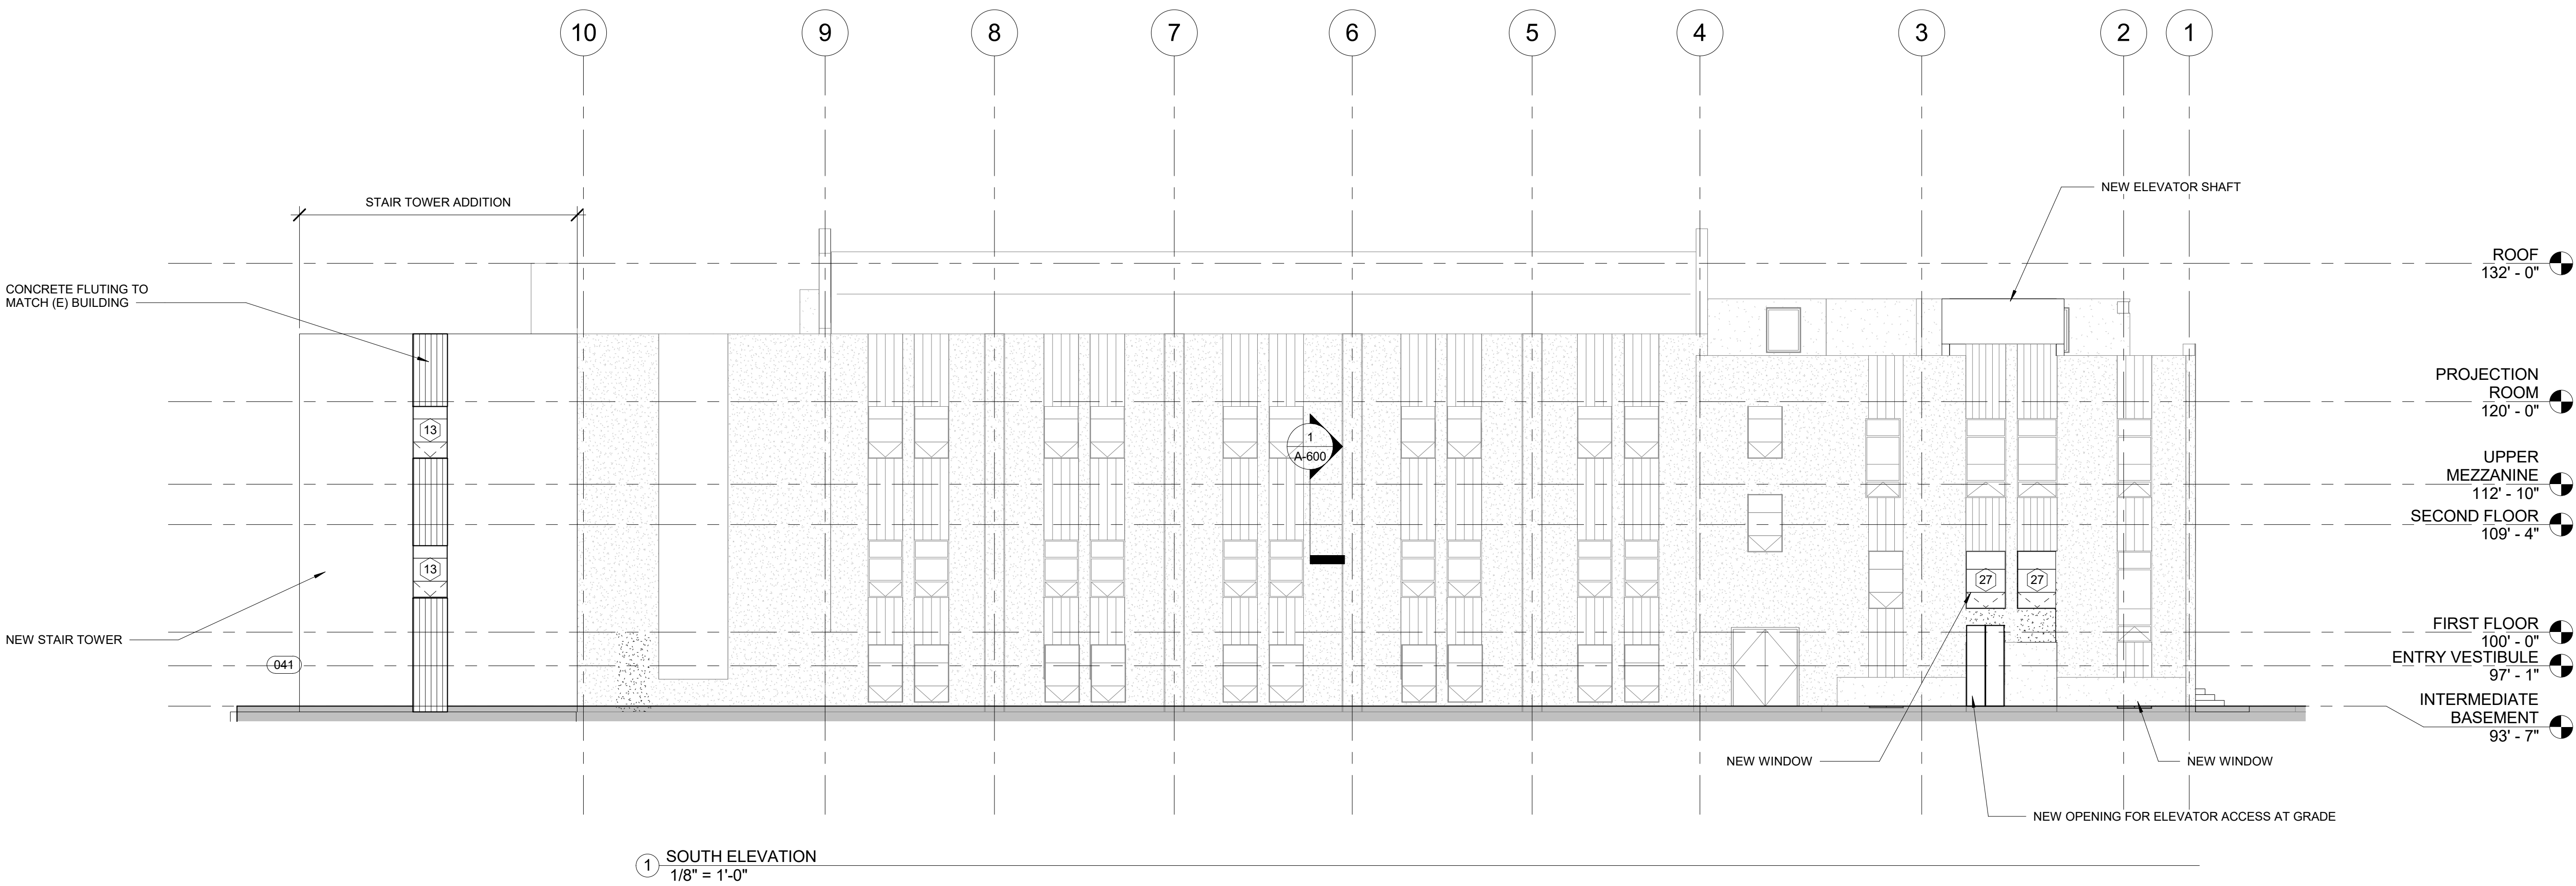 10
9
8
7
6
5
4
3
2
1
STAIR TOWER ADDITION
NEW ELEVATOR SHAFT
ROOF
132' - 0"
CONCRETE FLUTING TO
MATCH (E) BUILDING
PROJECTION
ROOM
120' - 0"
13
1
A-600
UPPER
MEZZANINE
112' - 10"
SECOND FLOOR
109' - 4"
13
27
27
NEW STAIR TOWER
FIRST FLOOR
100' - 0"
041
ENTRY VESTIBULE
97' - 1"
INTERMEDIATE
BASEMENT
93' - 7"
NEW WINDOW
NEW WINDOW
NEW OPENING FOR ELEVATOR ACCESS AT GRADE
1
SOUTH ELEVATION
1/8" = 1'-0"